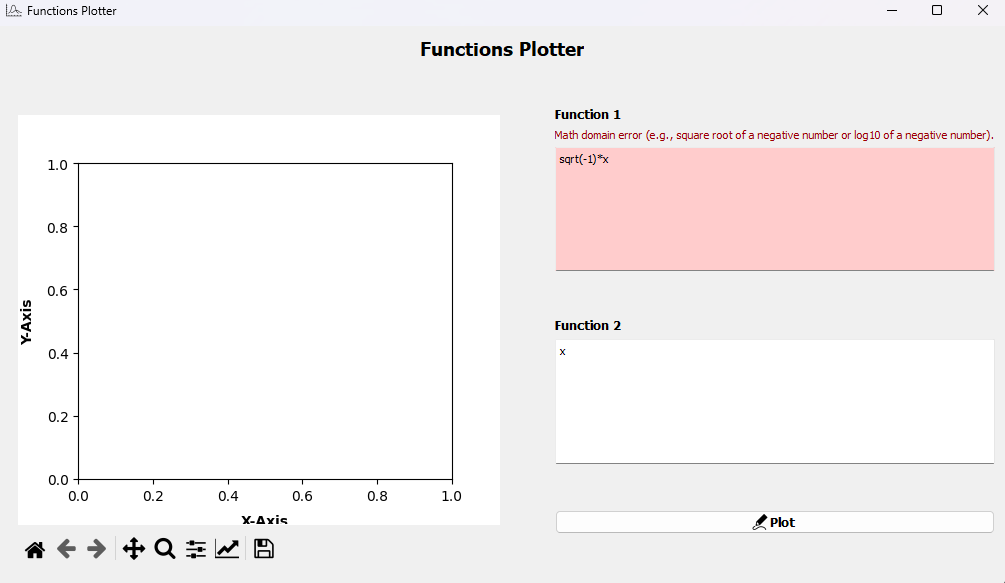 Functions Plotter
Functions Plotter
Function 1
Math domain error (e.g., square root of a negative number or log10 of a negative number).
sqrt(-1)*x
Function 2
x
Plot
1.0
0.8
0.6
0.4
0.2
0.0
Y-Axis
0.0 0.2 0.4 0.6 0.8 1.0
X-Axis